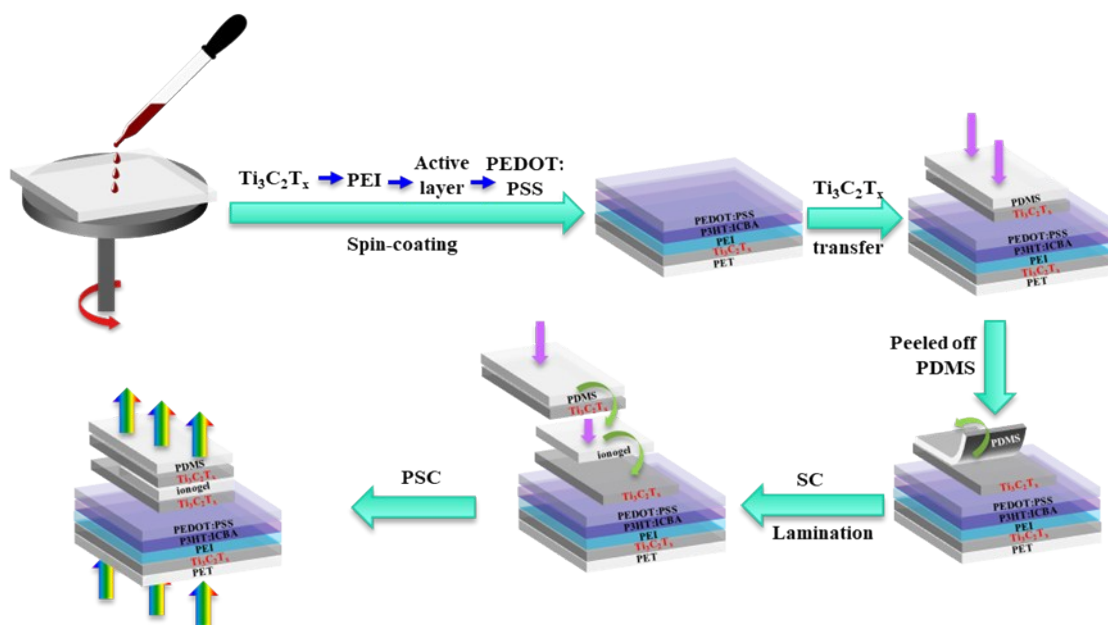 Ti₃C₂Tₓ PEI Active layer PEDOT: PSS
Spin-coating
PEDOT:PSS
P3HT:ICBA
PEI
Ti₃C₂Tₓ
PET
Ti₃C₂Tₓ
transfer
PDMS
Ti₃C₂Tₓ
PEDOT:PSS
P3HT:ICBA
PEI
Ti₃C₂Tₓ
PET
Peeled off
PDMS
PDMS
Ti₃C₂Tₓ
PEDOT:PSS
P3HT:ICBA
PEI
Ti₃C₂Tₓ
PET
SC
Lamination
PDMS
Ti₃C₂Tₓ
ionogel
Ti₃C₂Tₓ
PEDOT:PSS
P3HT:ICBA
PEI
Ti₃C₂Tₓ
PET
PSC
PDMS
Ti₃C₂Tₓ
ionogel
Ti₃C₂Tₓ
PEDOT:PSS
P3HT:ICBA
PEI
Ti₃C₂Tₓ
PET